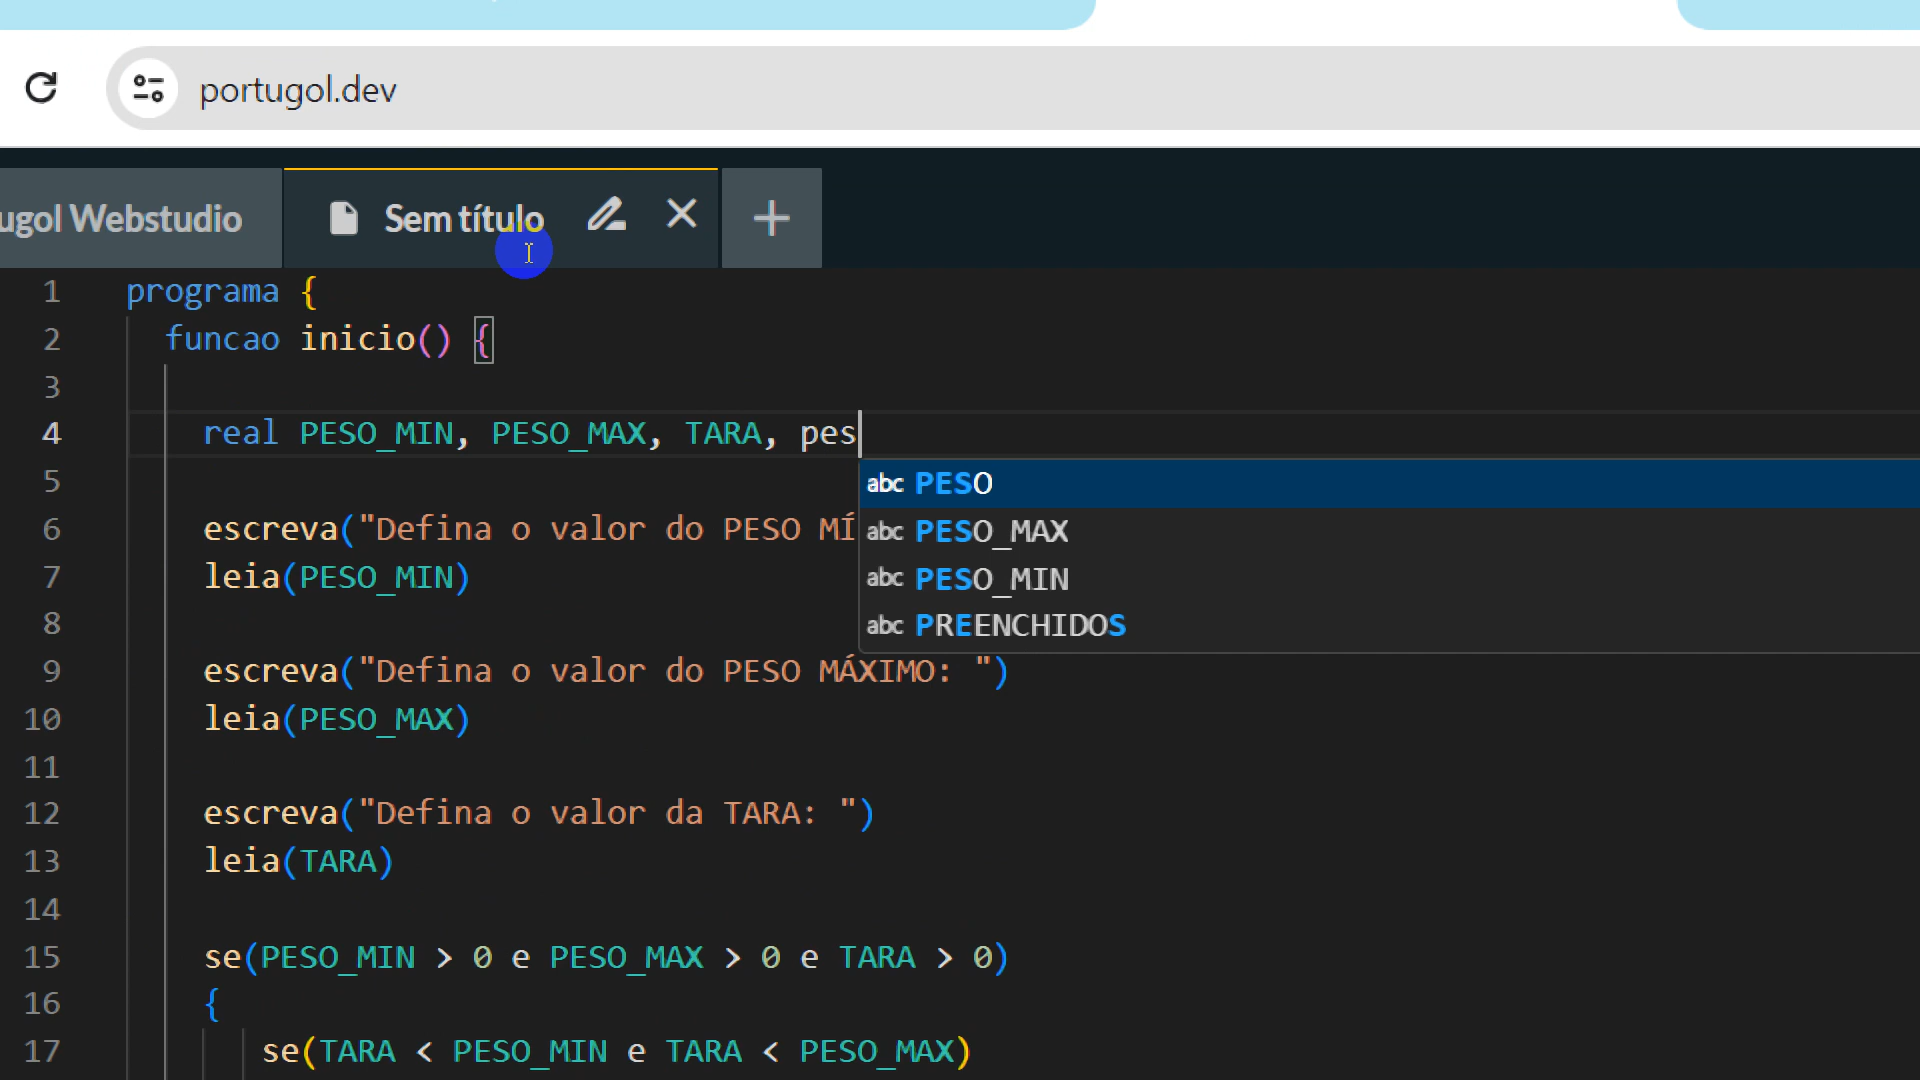 portugol.dev
ugol Webstudio
Sem título
1 programa {
2 funcao inicio() {
3
4 real PESO_MIN, PESO_MAX, TARA, pes
5
abc PESO
6 escreva("Defina o valor do PESO MÍ
abc PESO_MAX
7 leia(PESO_MIN)
abc PESO_MIN
8
abc PREENCHIDOS
9 escreva("Defina o valor do PESO MÁXIMO: ")
10 leia(PESO_MAX)
11
12 escreva("Defina o valor da TARA: ")
13 leia(TARA)
14
15 se(PESO_MIN > 0 e PESO_MAX > 0 e TARA > 0)
16 {
17 se(TARA < PESO_MIN e TARA < PESO_MAX)